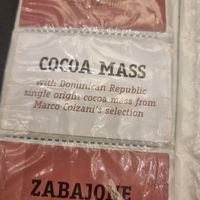 COCOA MASS
with Dominican Republic
single origin cocoa mass from
Marco Colzani's selection
ZABAJONE